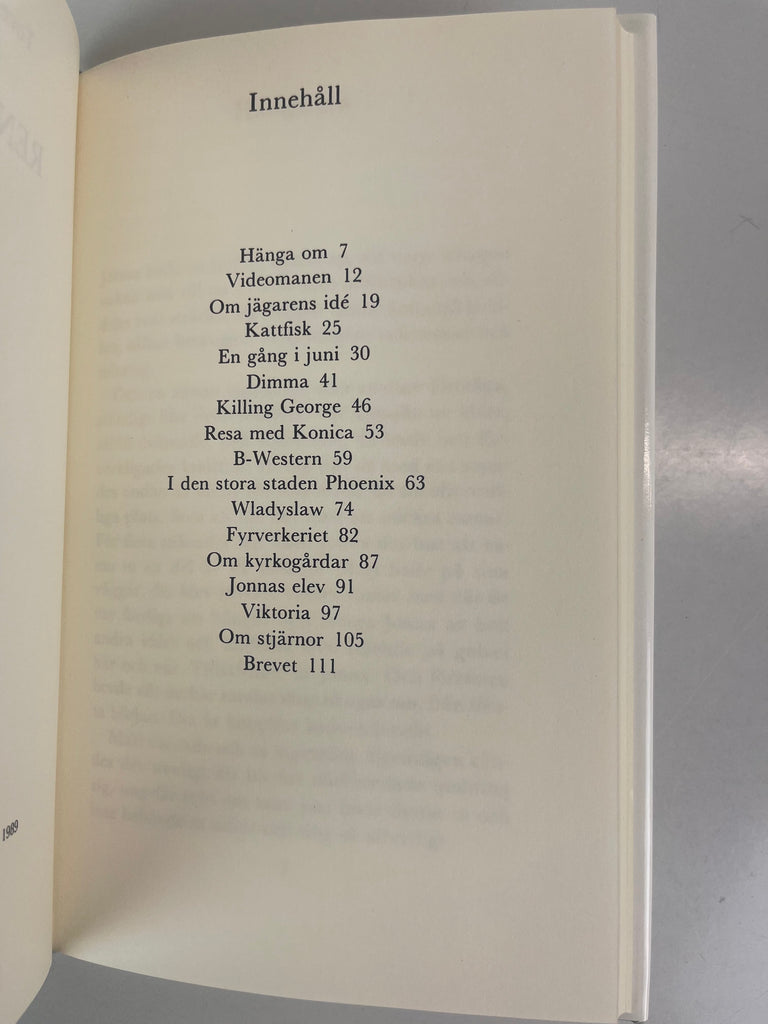 Innehåll
Hänga om 7
Videomanen 12
Om jägarens idé 19
Kattfisk 25
En gång i juni 30
Dimma 41
Killing George 46
Resa med Konica 53
B-Western 59
I den stora staden Phoenix 63
Wladyslaw 74
Fyrverkeriet 82
Om kyrkogårdar 87
Jonnas elev 91
Viktoria 97
Om stjärnor 105
Brevet 111
1989